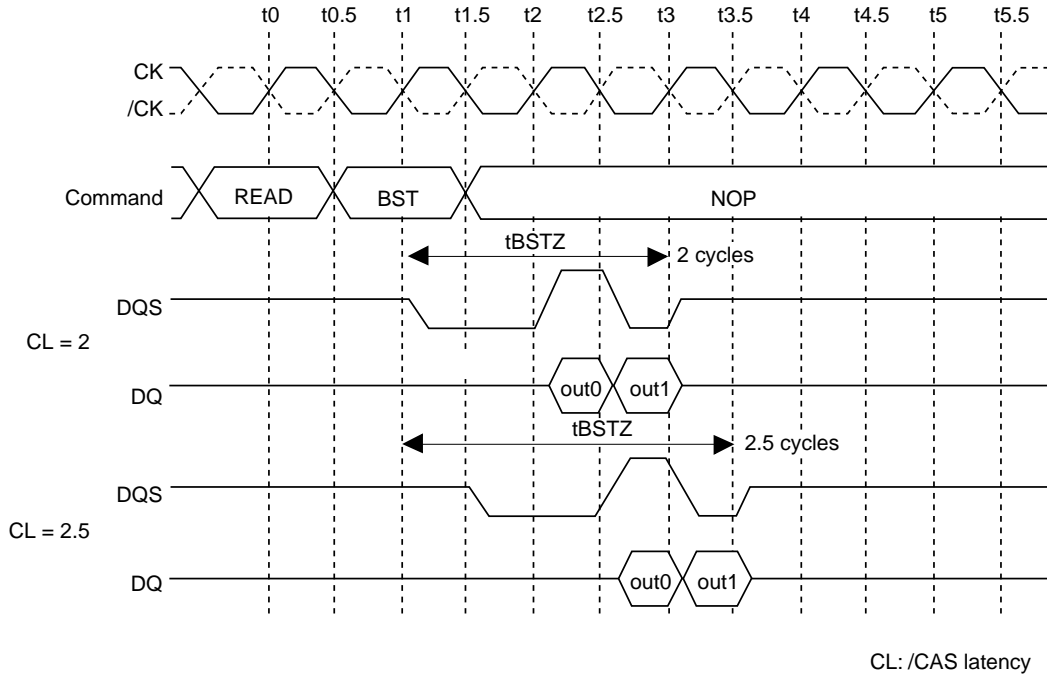 t0 t0.5 t1 t1.5 t2 t2.5 t3 t3.5 t4 t4.5 t5 t5.5
CK
/CK
Command READ BST NOP
tBSTZ 2 cycles
DQS
CL = 2
DQ out0 out1
tBSTZ 2.5 cycles
DQS
CL = 2.5
DQ out0 out1
CL: /CAS latency